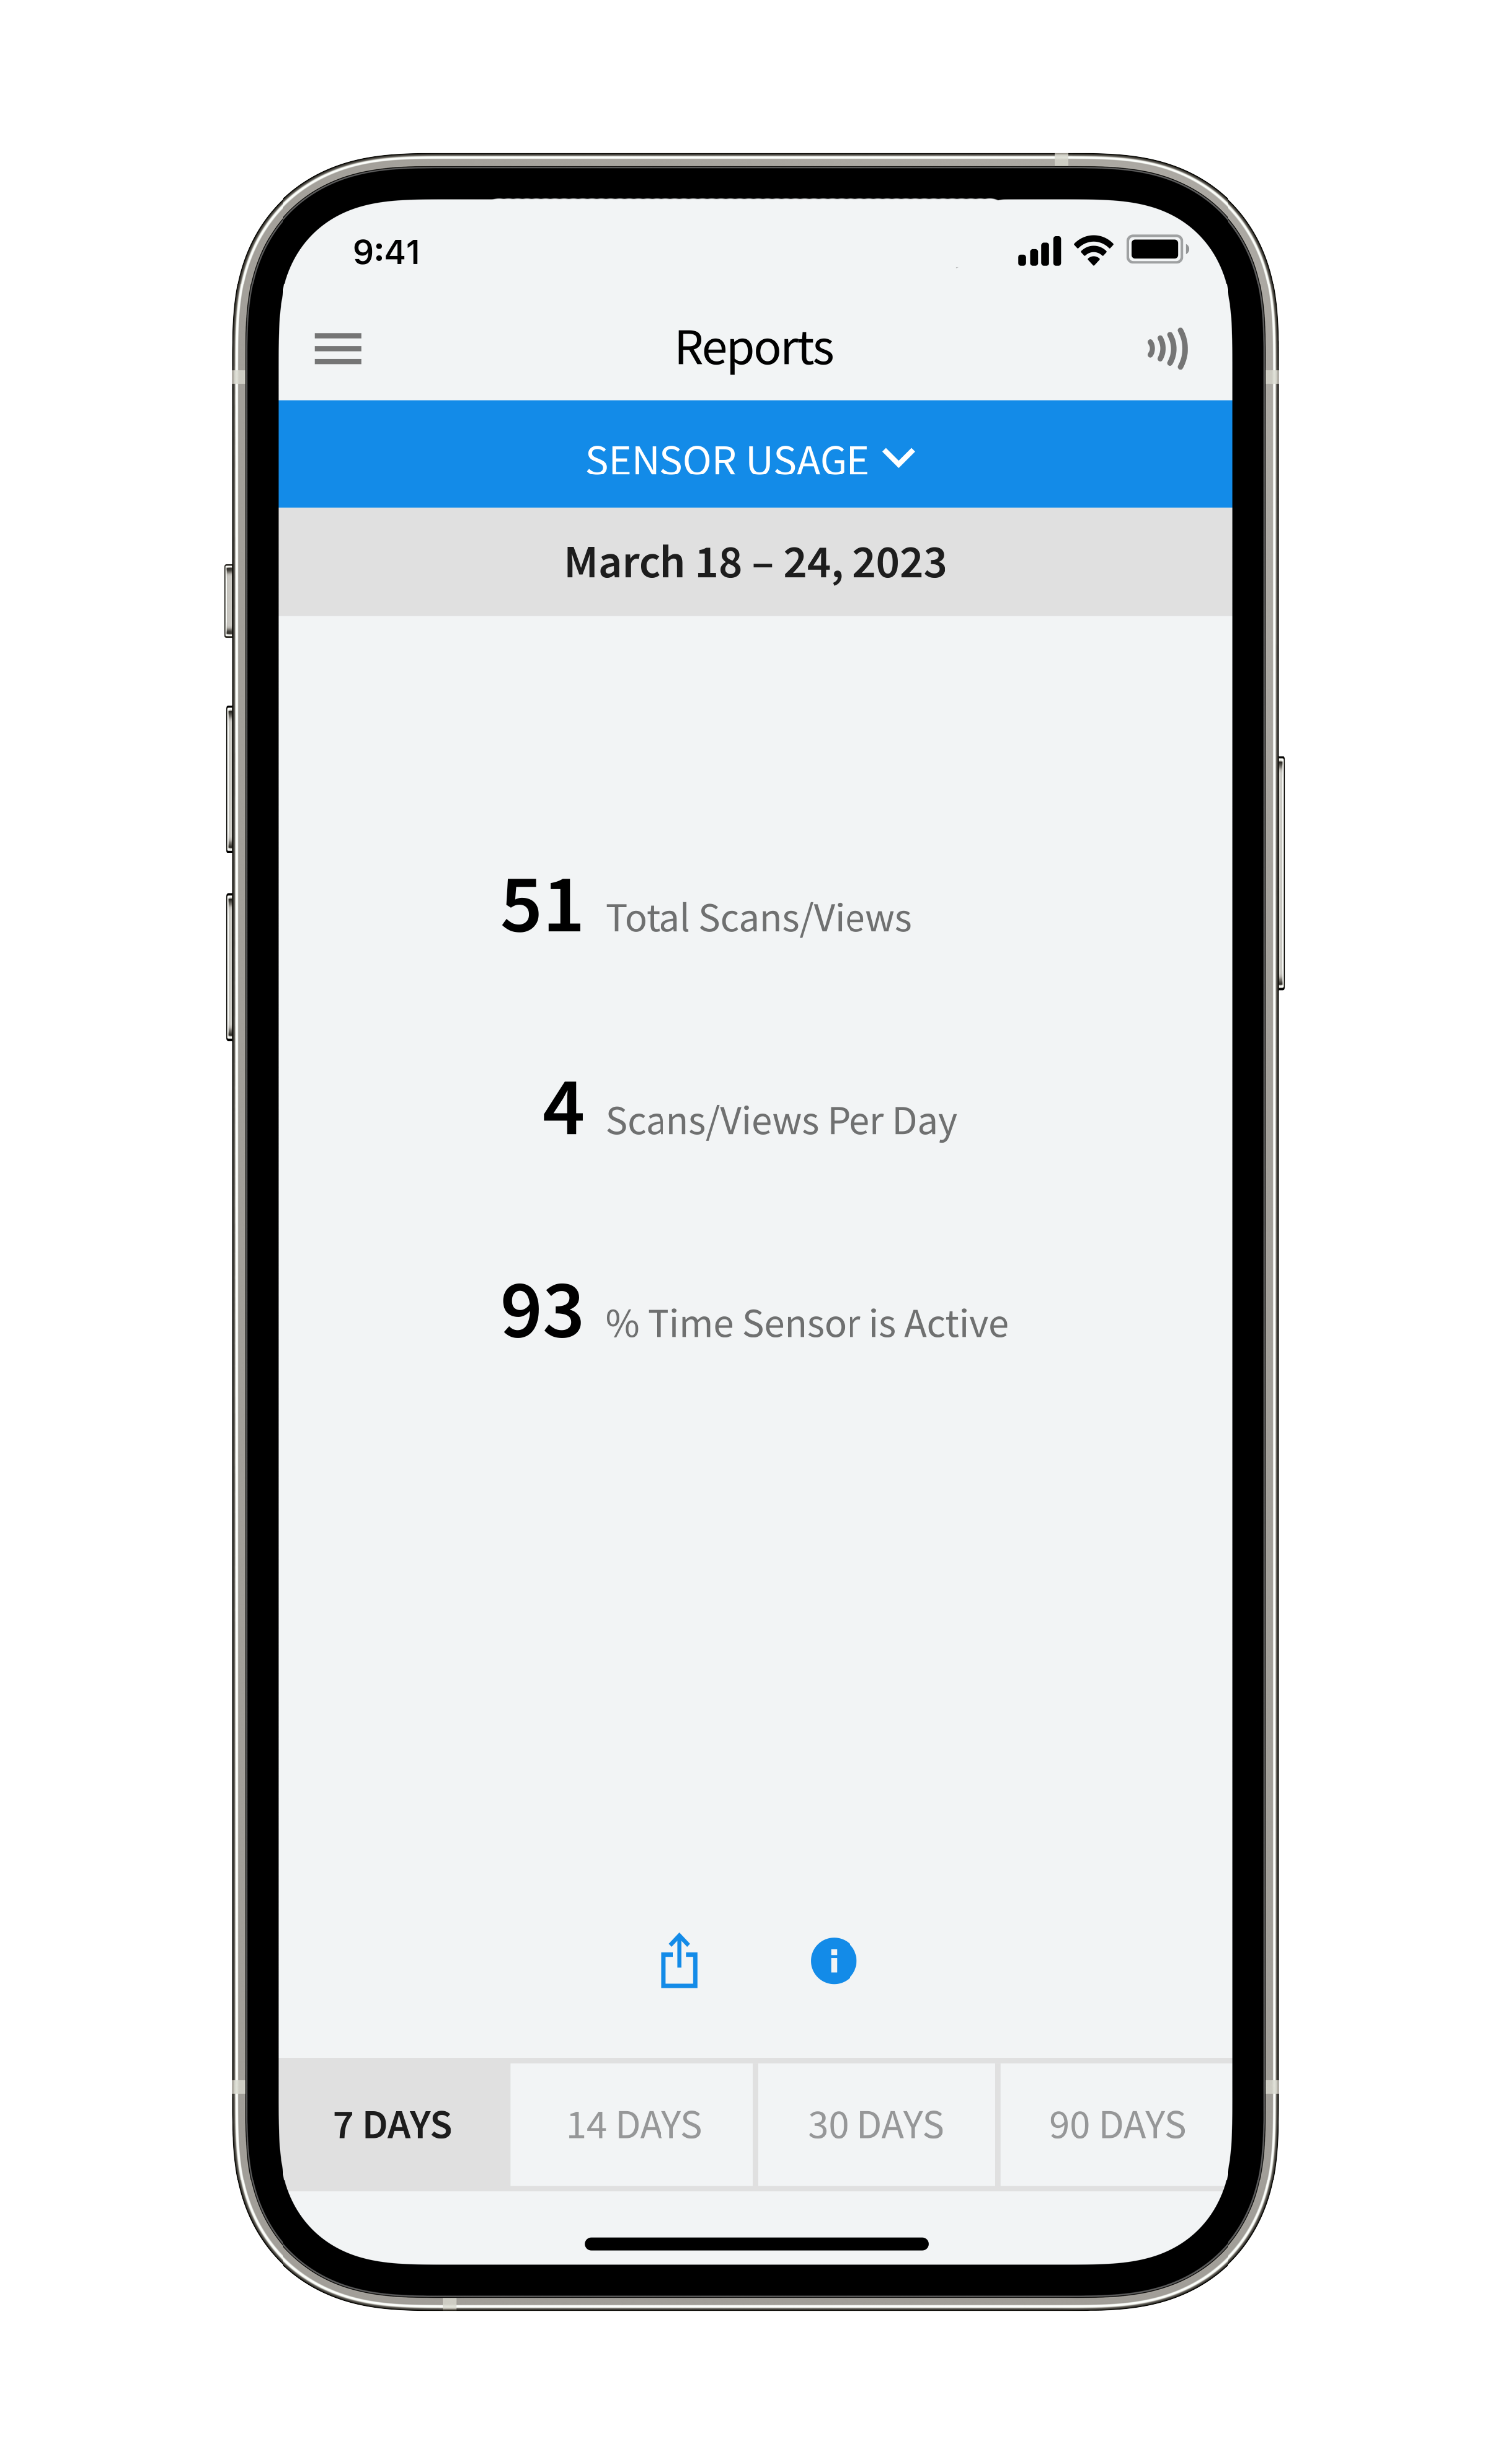 9:41
Reports
SENSOR USAGE
March 18 – 24, 2023
51 Total Scans/Views
4 Scans/Views Per Day
93 % Time Sensor is Active
7 DAYS 14 DAYS 30 DAYS 90 DAYS